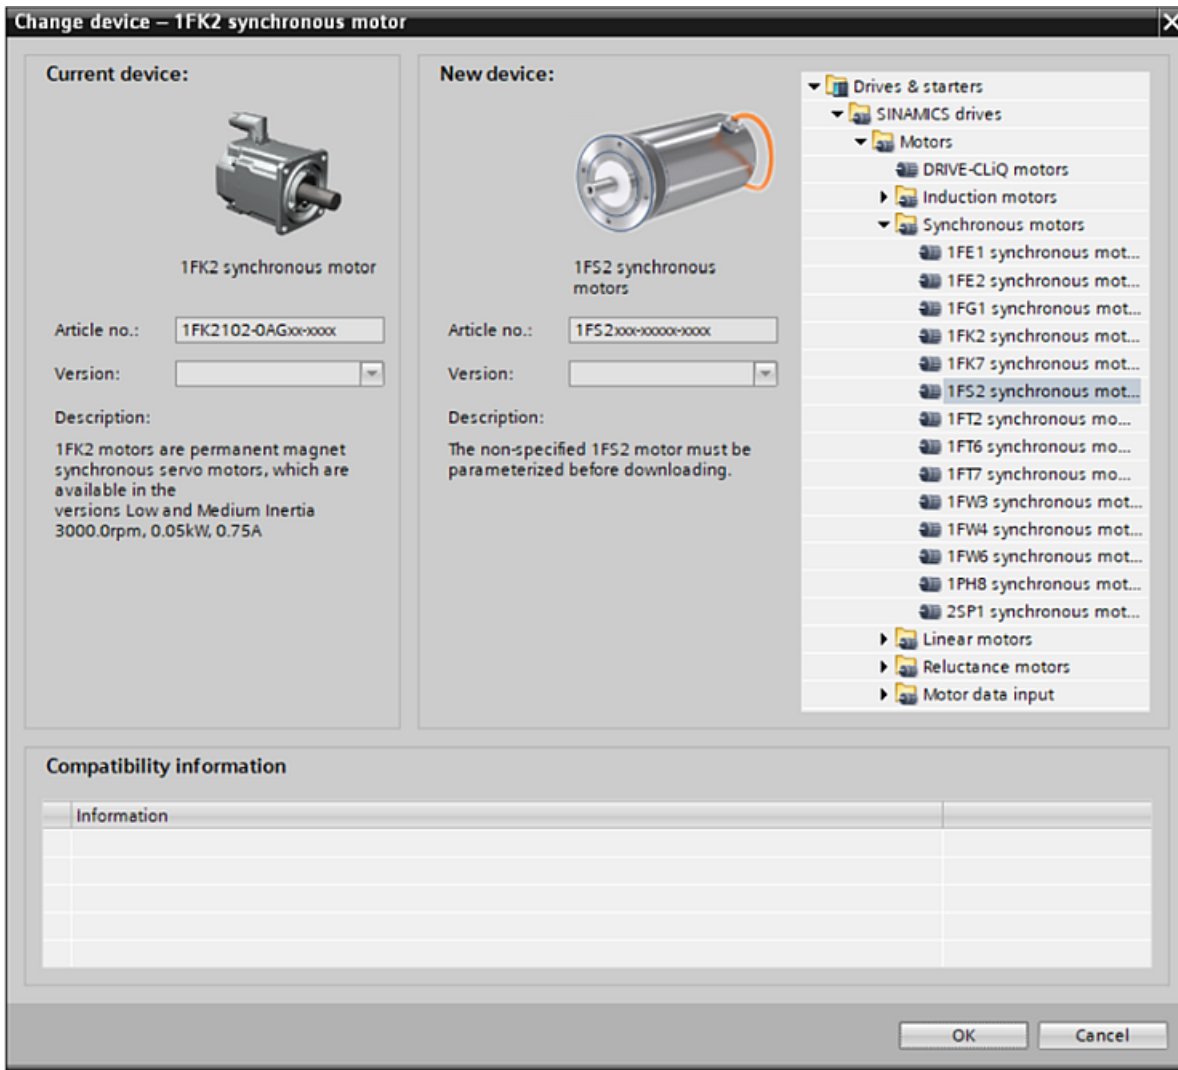 Change device – 1FK2 synchronous motor
Current device:
1FK2 synchronous motor
Article no.: 1FK2102-0AGxx-xxxx
Version:
Description:
1FK2 motors are permanent magnet
synchronous servo motors, which are
available in the
versions Low and Medium Inertia
3000.0rpm, 0.05kW, 0.75A
New device:
1FS2 synchronous
motors
Article no.: 1FS2xxx-xxxxx-xxxx
Version:
Description:
The non-specified 1FS2 motor must be
parameterized before downloading.
Drives & starters
SINAMICS drives
Motors
DRIVE-CLiQ motors
Induction motors
Synchronous motors
1FE1 synchronous mot...
1FE2 synchronous mot...
1FG1 synchronous mot...
1FK2 synchronous mot...
1FK7 synchronous mot...
1FS2 synchronous mot...
1FT2 synchronous mo...
1FT6 synchronous mo...
1FT7 synchronous mo...
1FW3 synchronous mot...
1FW4 synchronous mot...
1FW6 synchronous mot...
1PH8 synchronous mot...
2SP1 synchronous mot...
Linear motors
Reluctance motors
Motor data input
Compatibility information
Information
OK
Cancel